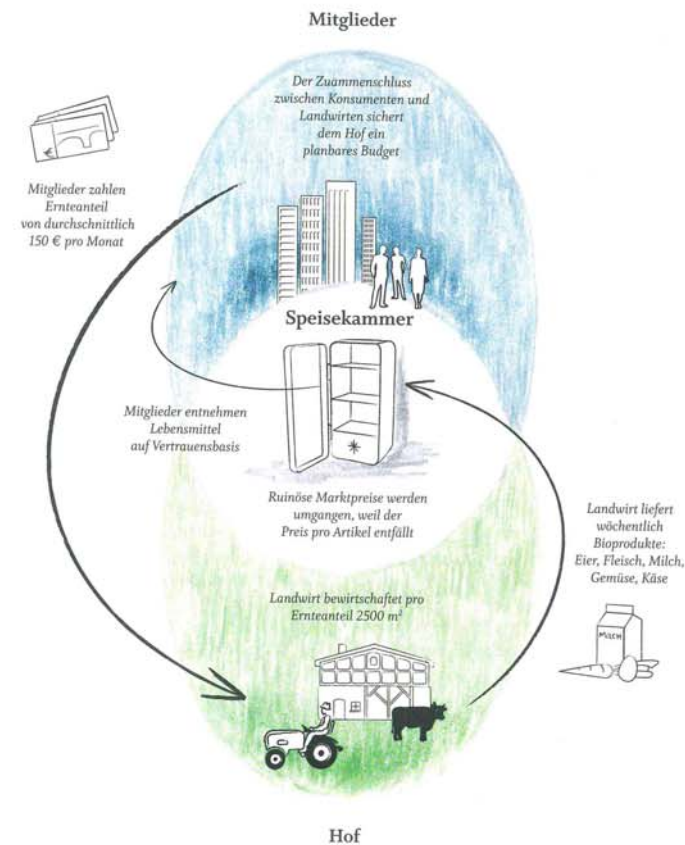 Mitglieder
Der Zuammenschluss
zwischen Konsumenten und
Landwirten sichert
dem Hof ein
planbares Budget
Mitglieder zahlen
Ernteanteil
von durchschnittlich
150 € pro Monat
Speisekammer
Mitglieder entnehmen
Lebensmittel
auf Vertrauensbasis
Ruinöse Marktpreise werden
umgangen, weil der
Preis pro Artikel entfällt
Landwirt liefert
wöchentlich
Bioprodukte:
Eier, Fleisch, Milch,
Gemüse, Käse
MILCH
Landwirt bewirtschaftet pro
Ernteanteil 2500 m²
Hof